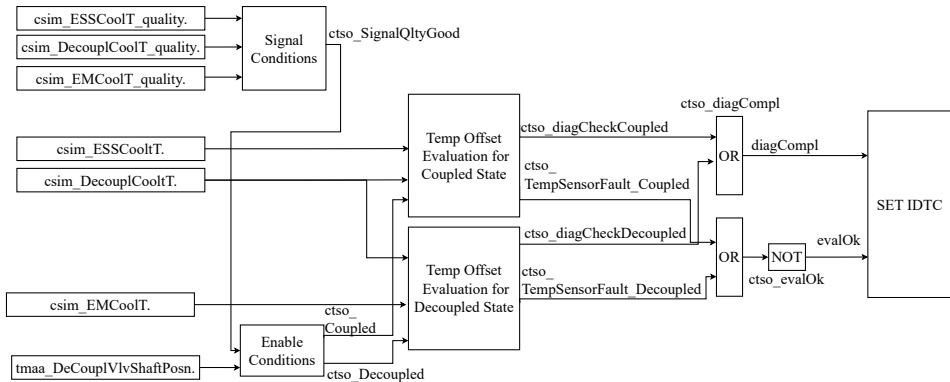 csim_ESSCoolT_quality.
csim_DecouplCoolT_quality.
csim_EMCoolT_quality.
Signal
Conditions
ctso_SignalQltyGood
csim_ESSCooltT.
csim_DecouplCooltT.
Temp Offset
Evaluation for
Coupled State
ctso_diagCheckCoupled
ctso_
TempSensorFault_Coupled
ctso_diagCompl
OR
diagCompl
SET IDTC
csim_EMCoolT.
Temp Offset
Evaluation for
Decoupled State
ctso_diagCheckDecoupled
ctso_
TempSensorFault_Decoupled
OR
NOT
evalOk
ctso_evalOk
tmaa_DeCouplVlvShaftPosn.
Enable
Conditions
ctso_
Coupled
ctso_Decoupled